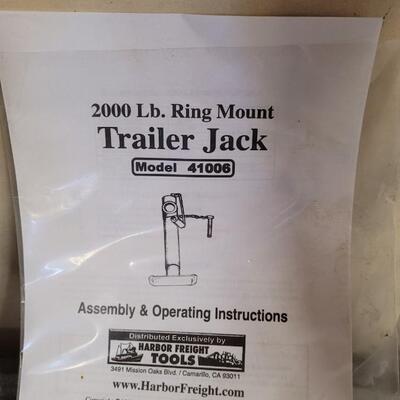 2000 Lb. Ring Mount
Trailer Jack
Model 41006
Assembly & Operating Instructions
Distributed Exclusively by
HARBOR FREIGHT
TOOLS
3491 Mission Oaks Blvd. / Camarillo, CA 93011
www.HarborFreight.com
Copyright